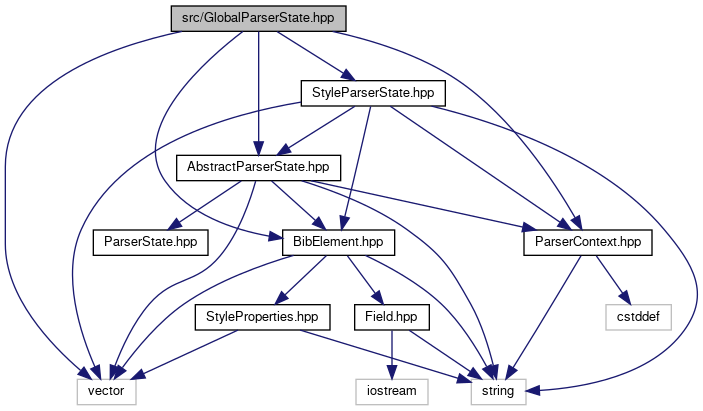 src/GlobalParserState.hpp
StyleParserState.hpp
AbstractParserState.hpp
ParserState.hpp
BibElement.hpp
ParserContext.hpp
StyleProperties.hpp
Field.hpp
cstddef
vector
iostream
string